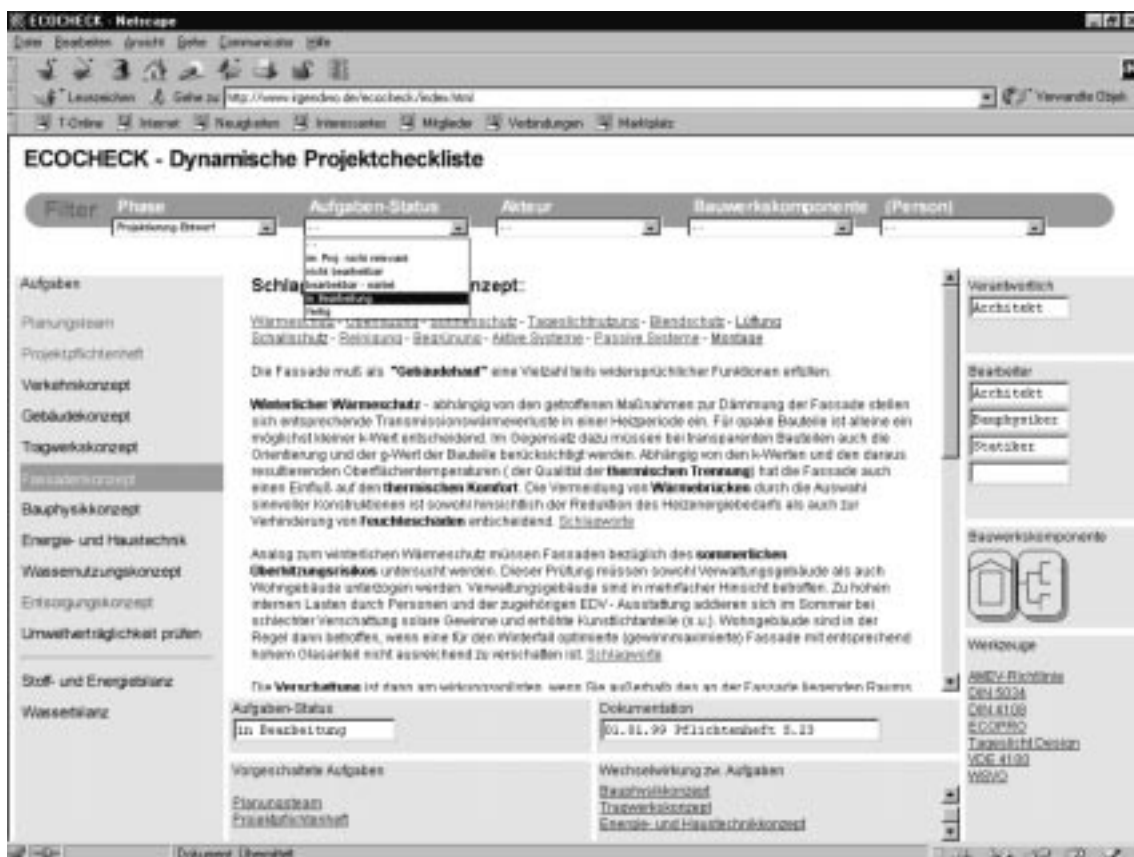 ECOCHECK - Netscape
Datei Bearbeiten Ansicht Gehe Communicator Hilfe
Lesezeichen Gehe zu http://www.irgendwo.de/ecocheck/index.html Verwandte Objek
T-Online Internet Neuigkeiten Interessantes Mitglieder Verbindungen Marktplatz
ECOCHECK - Dynamische Projektcheckliste
Filter: Phase Aufgaben-Status Akteur Bauwerkskomponente (Person)
Projektierung-Entwurf -- -- -- --
--
im Proj. nicht relevant
nicht bearbeitbar
bearbeitbar - wartet
in Bearbeitung
fertig
Aufgaben
Planungsteam
Projektpflichtenheft
Verkehrskonzept
Gebäudekonzept
Tragwerkskonzept
Fassadenkonzept
Bauphysikkonzept
Energie- und Haustechnik
Wassernutzungskonzept
Entsorgungskonzept
Umweltverträglichkeit prüfen
Stoff- und Energiebilanz
Wasserbilanz
Schlag nzept:
Wärmeschutz - Überhitzung - Sonnenschutz - Tageslichtnutzung - Blendschutz - Lüftung
Schallschutz - Reinigung - Begrünung - Aktive Systeme - Passive Systeme - Montage
Die Fassade muß als "Gebäudehaut" eine Vielzahl teils widersprüchlicher Funktionen erfüllen.
Winterlicher Wärmeschutz - abhängig von den getroffenen Maßnahmen zur Dämmung der Fassade stellen
sich entsprechende Transmissionswärmeverluste in einer Heizperiode ein. Für opake Bauteile ist alleine ein
möglichst kleiner k-Wert entscheidend. Im Gegensatz dazu müssen bei transparenten Bauteilen auch die
Orientierung und der g-Wert der Bauteile berücksichtigt werden. Abhängig von den k-Werten und den daraus
resultierenden Oberflächentemperaturen ( der Qualität der thermischen Trennung) hat die Fassade auch
einen Einfluß auf den thermischen Komfort. Die Vermeidung von Wärmebrücken durch die Auswahl
sinnvoller Konstruktionen ist sowohl hinsichtlich der Reduktion des Heizenergiebedarfs als auch zur
Verhinderung von Feuchteschäden entscheidend. Schlagworte
Analog zum winterlichen Wärmeschutz müssen Fassaden bezüglich des sommerlichen
Überhitzungsrisikos untersucht werden. Dieser Prüfung müssen sowohl Verwaltungsgebäude als auch
Wohngebäude unterzogen werden. Verwaltungsgebäude sind in mehrfacher Hinsicht betroffen. Zu hohen
internen Lasten durch Personen und der zugehörigen EDV - Ausstattung addieren sich im Sommer bei
schlechter Verschattung solare Gewinne und erhöhte Kunstlichtanteile (s.u.). Wohngebäude sind in der
Regel dann betroffen, wenn eine für den Winterfall optimierte (gewinnmaximierte) Fassade mit entsprechend
hohem Glasanteil nicht ausreichend zu verschatten ist. Schlagworte
Die Verschattung ist dann am wirkungsvollsten, wenn Sie außerhalb des an der Fassade liegenden Raums
Aufgaben-Status
in Bearbeitung
Dokumentation
01.01.99 Pflichtenheft S.23
Vorgeschaltete Aufgaben
Planungsteam
Projektpflichtenheft
Wechselwirkung zw. Aufgaben
Bauphysikkonzept
Tragwerkskonzept
Energie- und Haustechnikkonzept
Verantwortlich
Architekt
Bearbeiter
Architekt
Bauphysiker
Statiker
Bauwerkskomponente
Werkzeuge
AMEV-Richtlinie
DIN 5034
DIN 4108
ECOPRO
Tageslicht Design
VDE 4100
WSVO
Dokument: Übermittelt